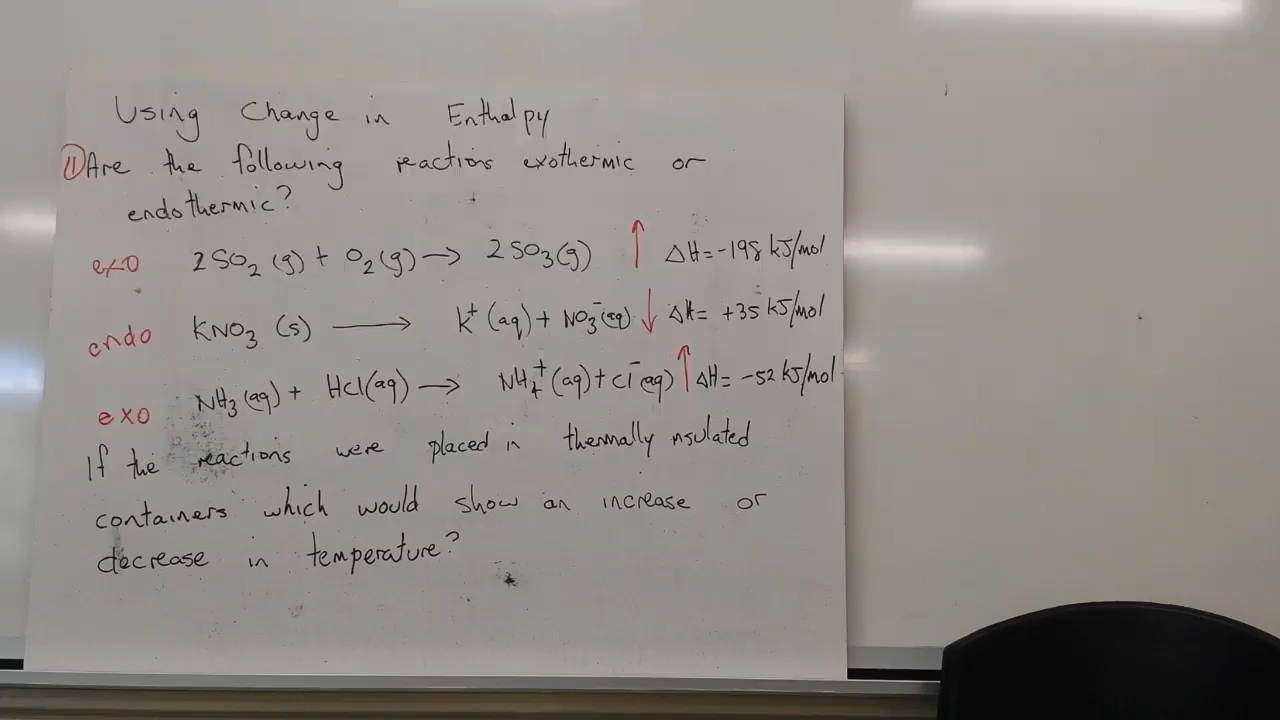 Using Change in Enthalpy
1) Are the following reactions exothermic or
endothermic?
exo 2SO₂(g) + O₂(g) → 2SO₃(g) ↑ ΔH = -198 kJ/mol
endo KNO₃(s) → K⁺(aq) + NO₃⁻(aq) ↓ ΔH = +35 kJ/mol
exo NH₃(aq) + HCl(aq) → NH₄⁺(aq) + Cl⁻(aq) ↑ ΔH = -52 kJ/mol
If the reactions were placed in thermally nsulated
containers which would show an increase or
decrease in temperature?